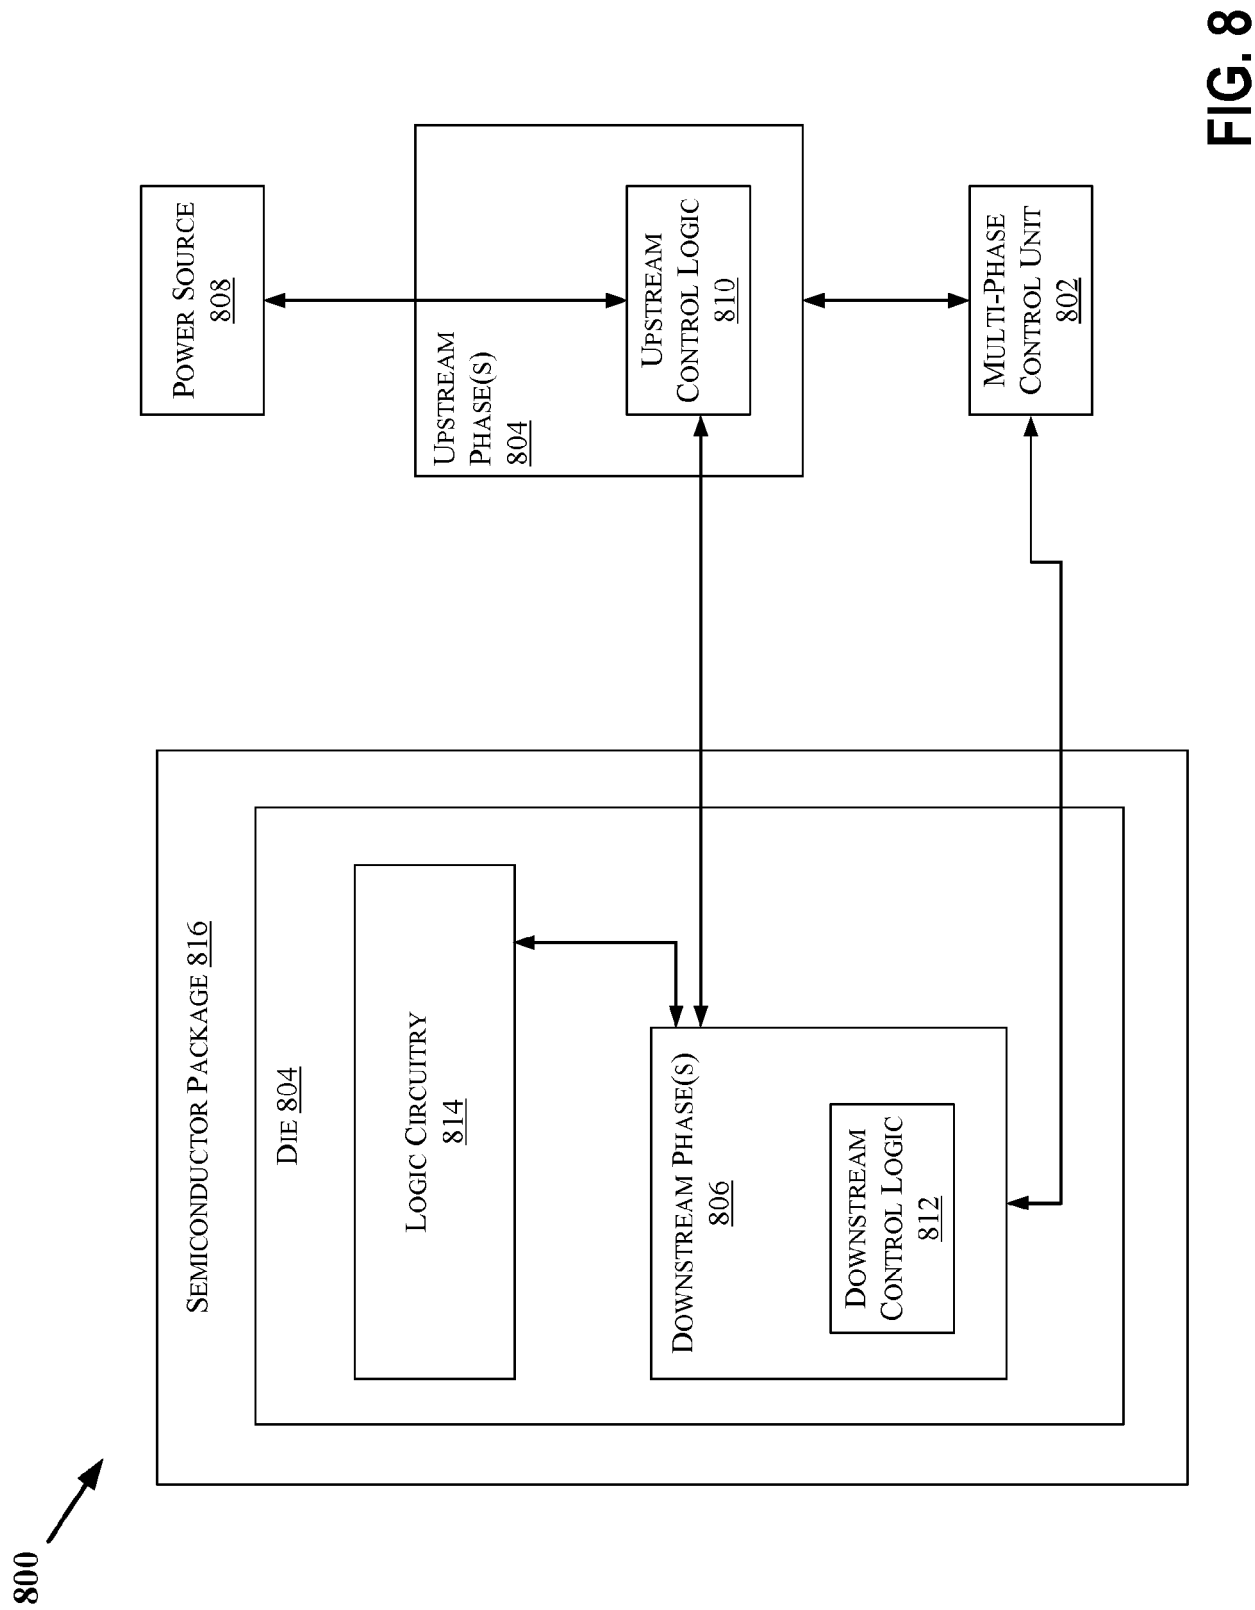 800
SEMICONDUCTOR PACKAGE 816
DIE 804
LOGIC CIRCUITRY
814
DOWNSTREAM PHASE(S)
806
DOWNSTREAM
CONTROL LOGIC
812
POWER SOURCE
808
UPSTREAM
PHASE(S)
804
UPSTREAM
CONTROL LOGIC
810
MULTI-PHASE
CONTROL UNIT
802
FIG. 8